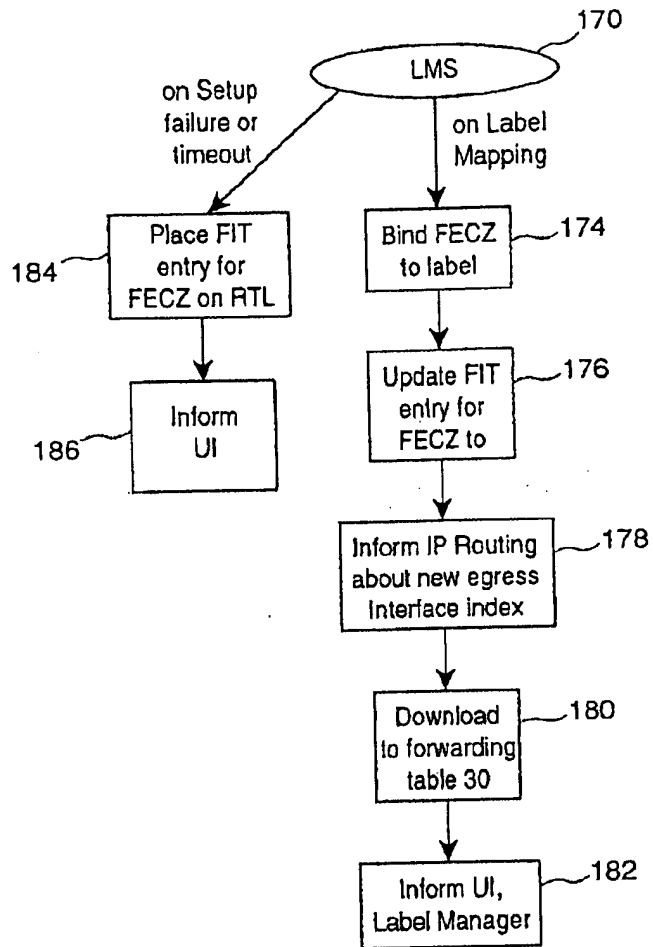 170
LMS
on Setup
failure or
timeout
on Label
Mapping
184
Place FIT
entry for
FECZ on RTL
Bind FECZ
to label
174
186
Inform
UI
Update FIT
entry for
FECZ to
176
Inform IP Routing
about new egress
Interface index
178
Download
to forwarding
table 30
180
Inform UI,
Label Manager
182